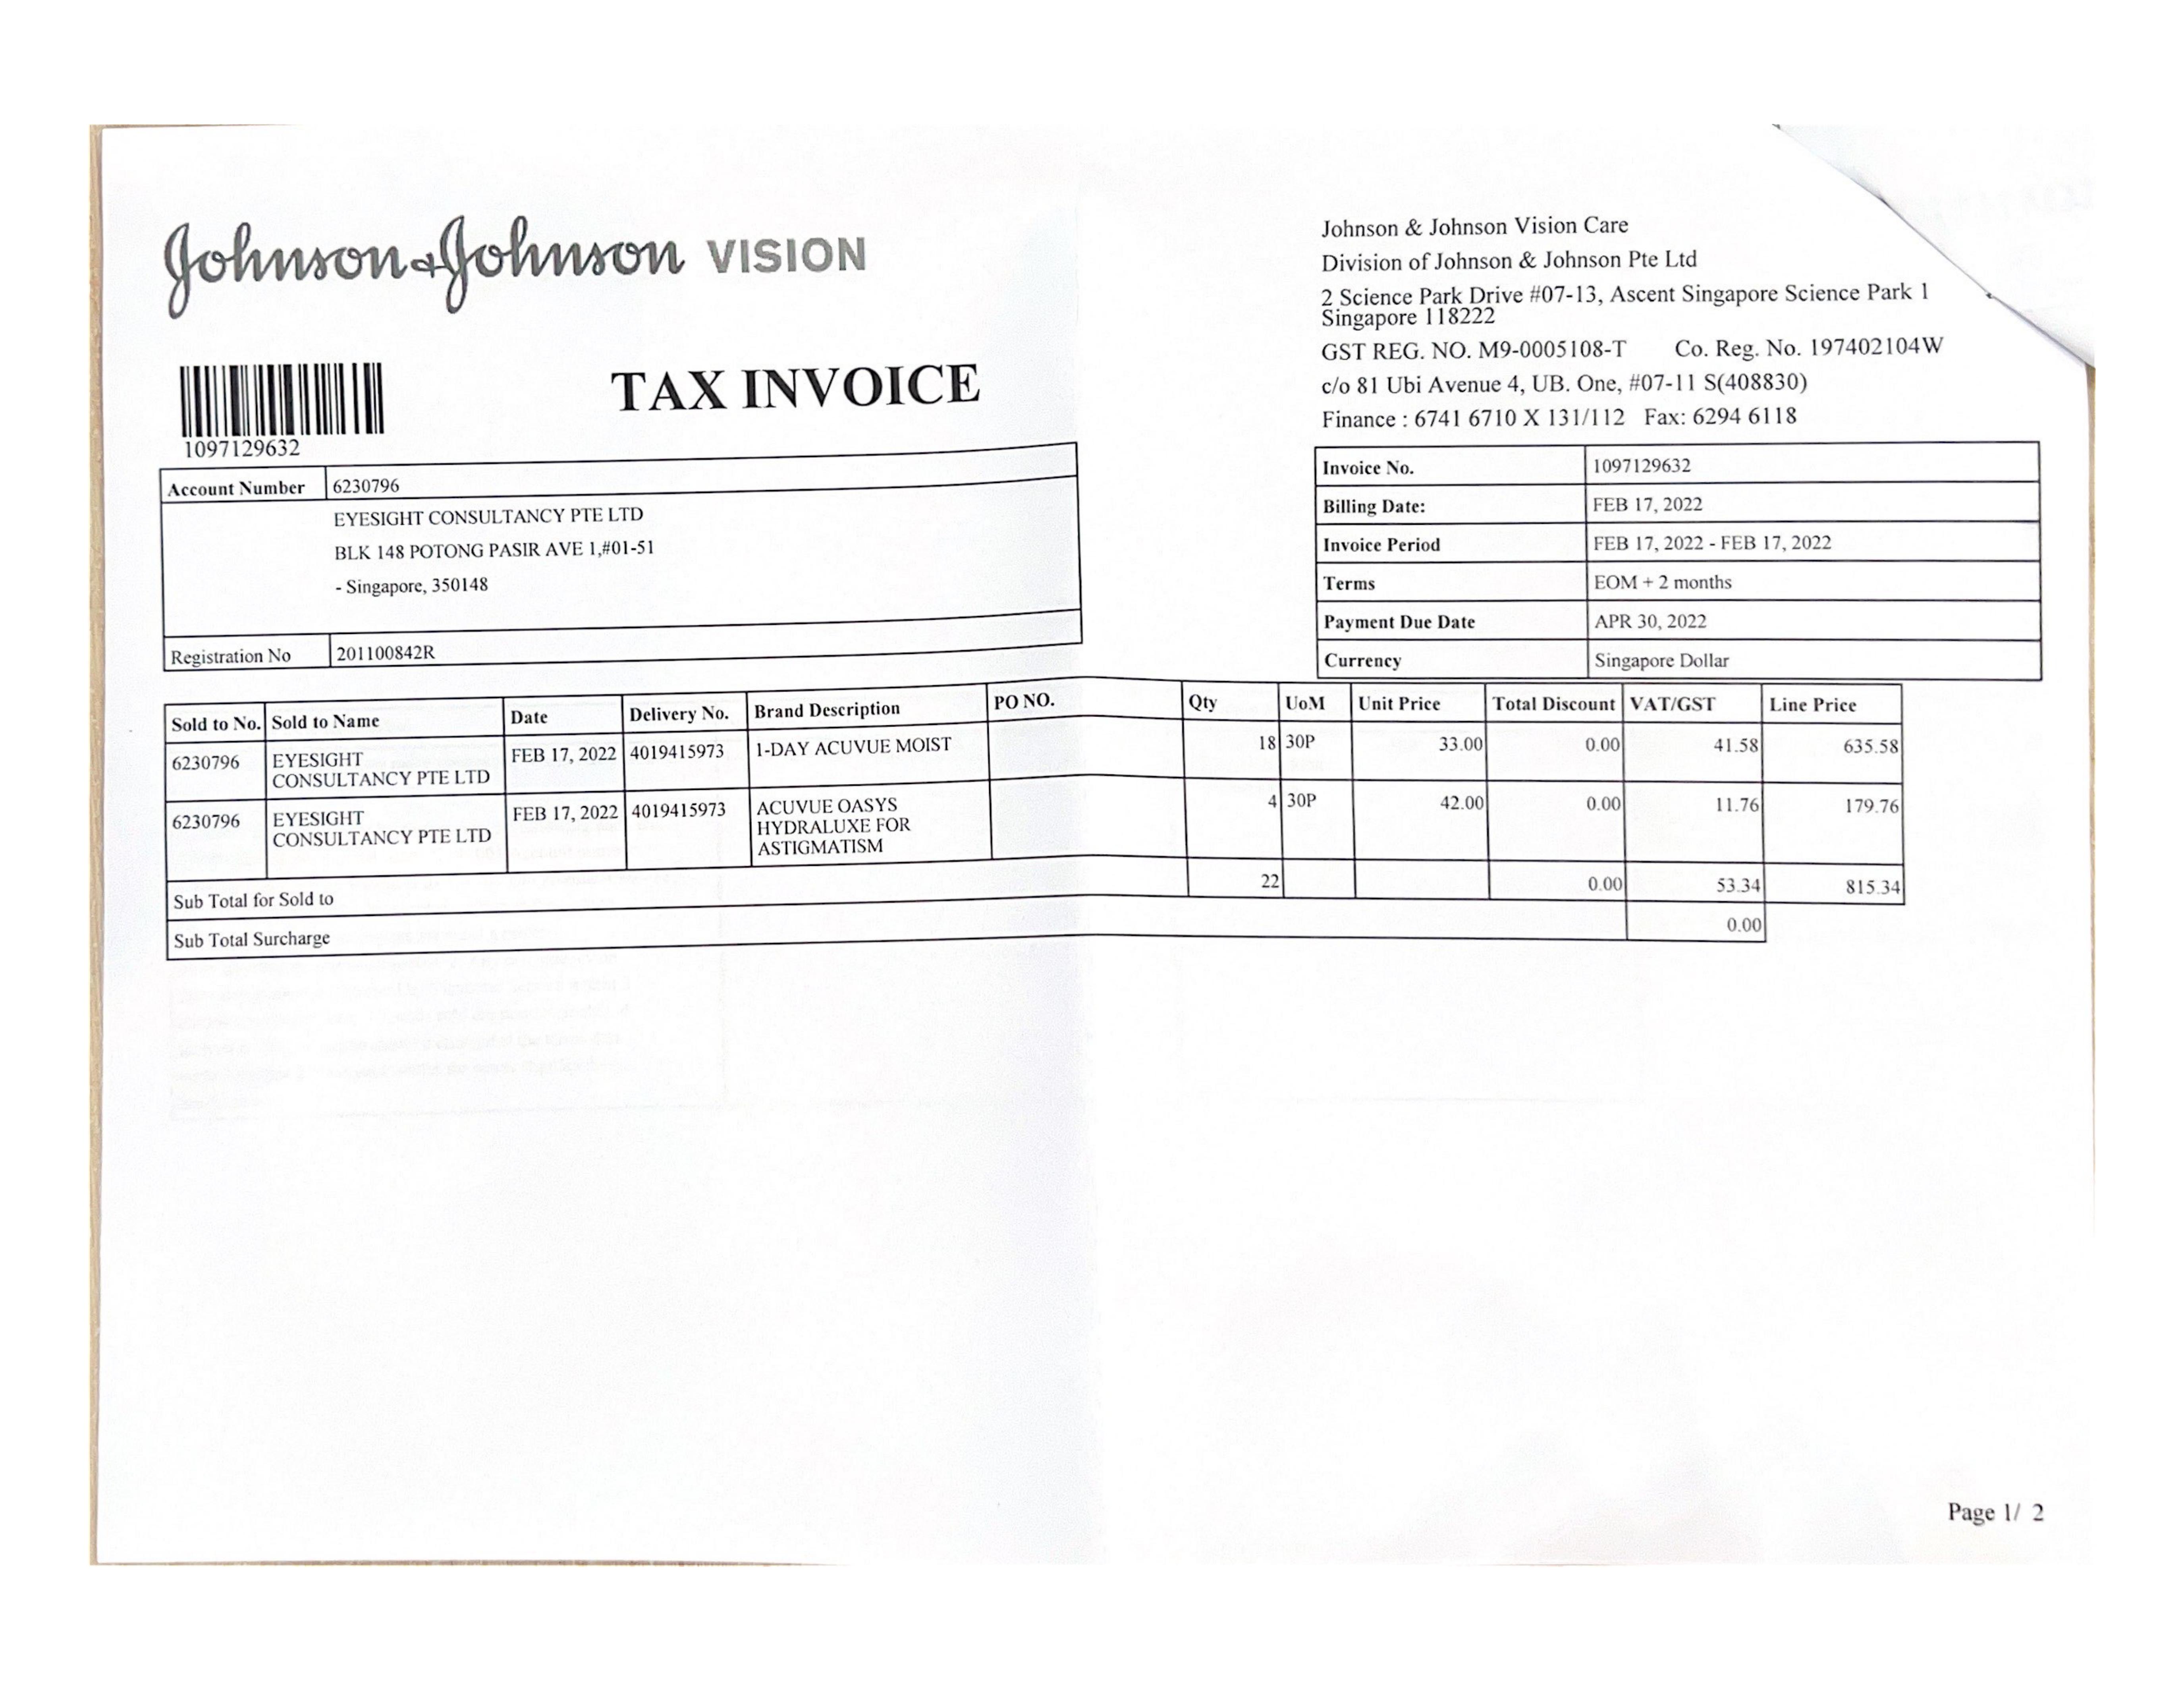 Johnson & Johnson VISION
Johnson & Johnson Vision Care
Division of Johnson & Johnson Pte Ltd
2 Science Park Drive #07-13, Ascent Singapore Science Park 1
Singapore 118222
GST REG. NO. M9-0005108-T Co. Reg. No. 197402104W
c/o 81 Ubi Avenue 4, UB. One, #07-11 S(408830)
Finance : 6741 6710 X 131/112 Fax: 6294 6118
TAX INVOICE
1097129632
Account Number 6230796
EYESIGHT CONSULTANCY PTE LTD
BLK 148 POTONG PASIR AVE 1,#01-51
- Singapore, 350148
Registration No 201100842R
Invoice No. 1097129632
Billing Date: FEB 17, 2022
Invoice Period FEB 17, 2022 - FEB 17, 2022
Terms EOM + 2 months
Payment Due Date APR 30, 2022
Currency Singapore Dollar
Sold to No. Sold to Name Date Delivery No. Brand Description PO NO. Qty UoM Unit Price Total Discount VAT/GST Line Price
6230796 EYESIGHT FEB 17, 2022 4019415973 1-DAY ACUVUE MOIST 18 30P 33.00 0.00 41.58 635.58
CONSULTANCY PTE LTD
6230796 EYESIGHT FEB 17, 2022 4019415973 ACUVUE OASYS 4 30P 42.00 0.00 11.76 179.76
CONSULTANCY PTE LTD HYDRALUXE FOR
ASTIGMATISM
Sub Total for Sold to 22 0.00 53.34 815.34
Sub Total Surcharge 0.00
Page 1/ 2